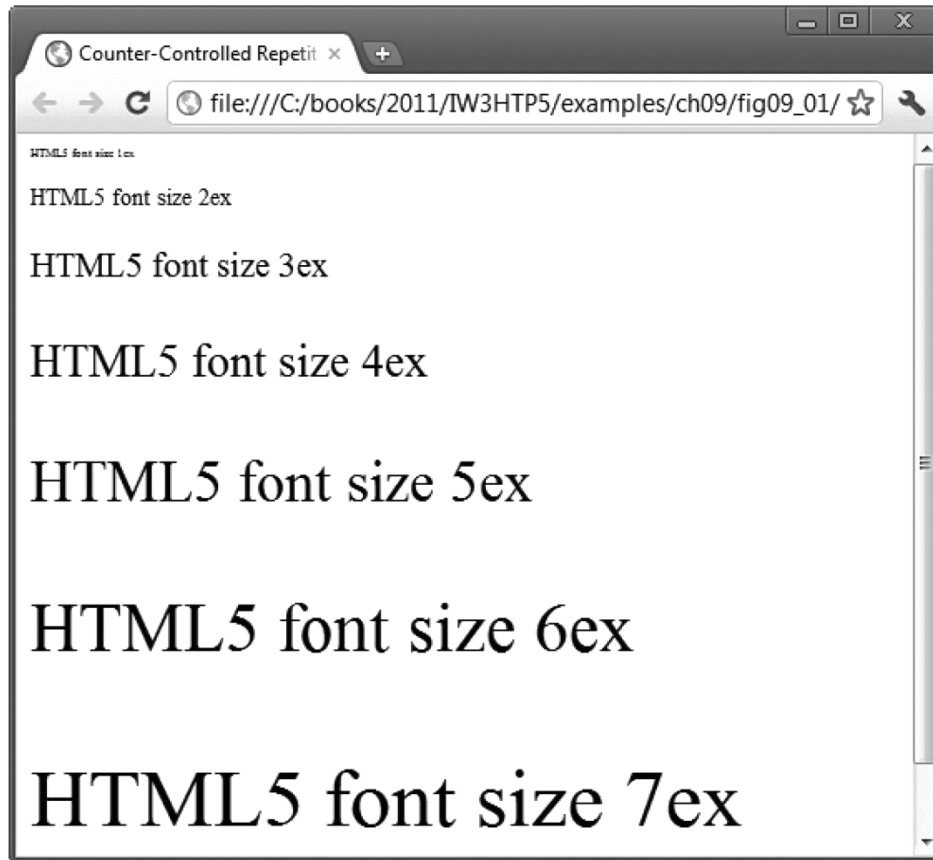 Counter-Controlled Repetit
file:///C:/books/2011/IW3HTP5/examples/ch09/fig09_01/
HTML5 font size 1ex
HTML5 font size 2ex
HTML5 font size 3ex
HTML5 font size 4ex
HTML5 font size 5ex
HTML5 font size 6ex
HTML5 font size 7ex